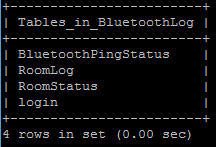 +-----------------------+
| Tables_in_BluetoothLog |
+-----------------------+
| BluetoothPingStatus |
| RoomLog |
| RoomStatus |
| login |
+-----------------------+
4 rows in set (0.00 sec)